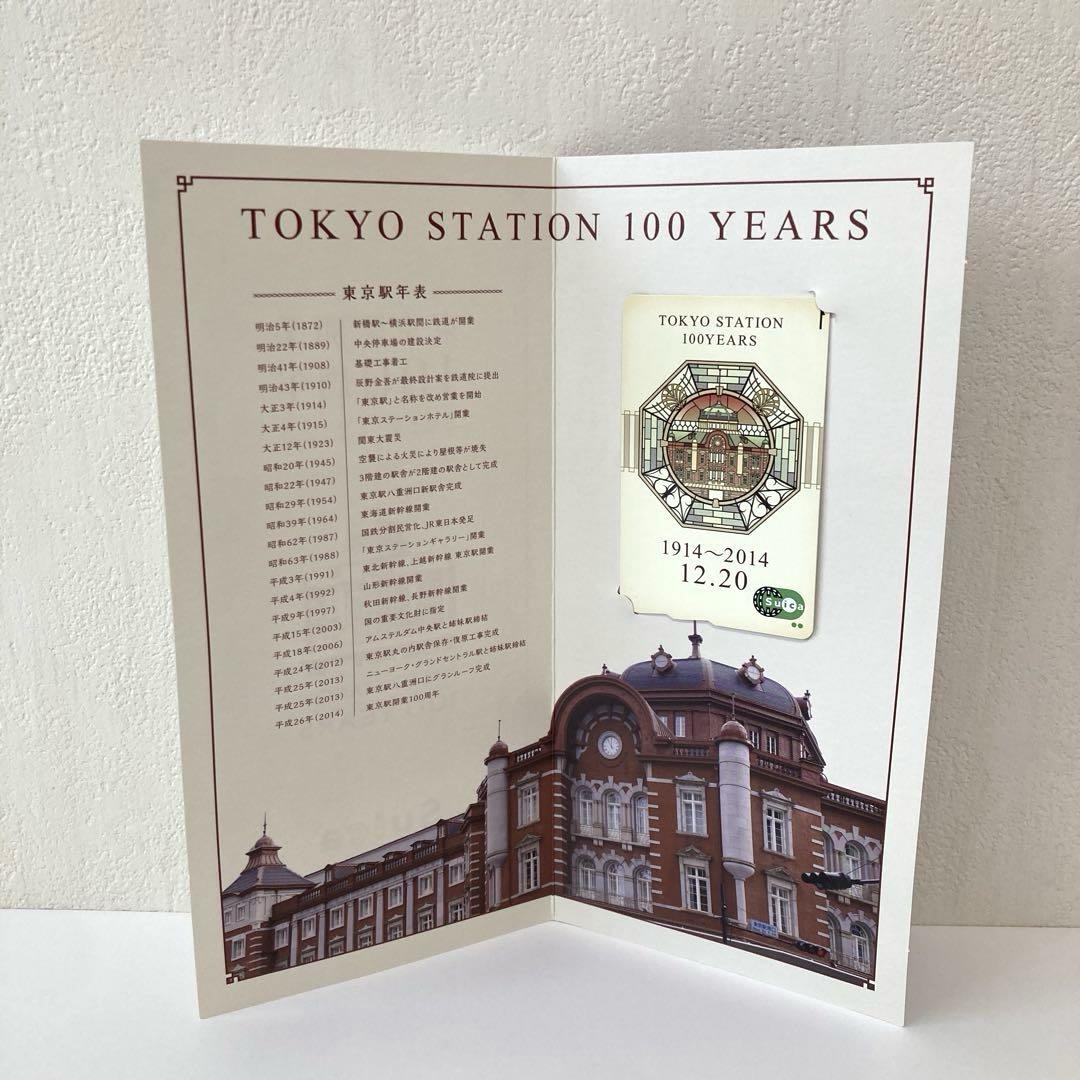 TOKYO STATION 100 YEARS
東京駅年表
明治5年(1872) 新橋駅〜横浜駅間に鉄道が開業
明治22年(1889) 中央停車場の建設決定
明治41年(1908) 基礎工事着工
明治43年(1910) 辰野金吾が最終設計案を鉄道院に提出
大正3年(1914) 「東京駅」と名称を改め営業を開始
大正4年(1915) 「東京ステーションホテル」開業
大正12年(1923) 関東大震災
昭和20年(1945) 空襲による火災により屋根等が焼失
昭和22年(1947) 3階建の駅舎が2階建の駅舎として完成
昭和29年(1954) 東京駅八重洲口新駅舎完成
昭和39年(1964) 東海道新幹線開業
昭和62年(1987) 国鉄分割民営化、JR東日本発足
昭和63年(1988) 「東京ステーションギャラリー」開業
平成3年(1991) 東北新幹線、上越新幹線 東京駅開業
平成4年(1992) 山形新幹線開業
平成9年(1997) 秋田新幹線、長野新幹線開業
平成15年(2003) 国の重要文化財に指定
平成18年(2006) アムステルダム中央駅と姉妹駅締結
平成24年(2012) 東京駅丸の内駅舎保存・復原工事完成
平成25年(2013) ニューヨーク・グランドセントラル駅と姉妹駅締結
平成25年(2013) 東京駅八重洲口にグランルーフ完成
平成26年(2014) 東京駅開業100周年
TOKYO STATION
100YEARS
1914〜2014
12.20
Suica